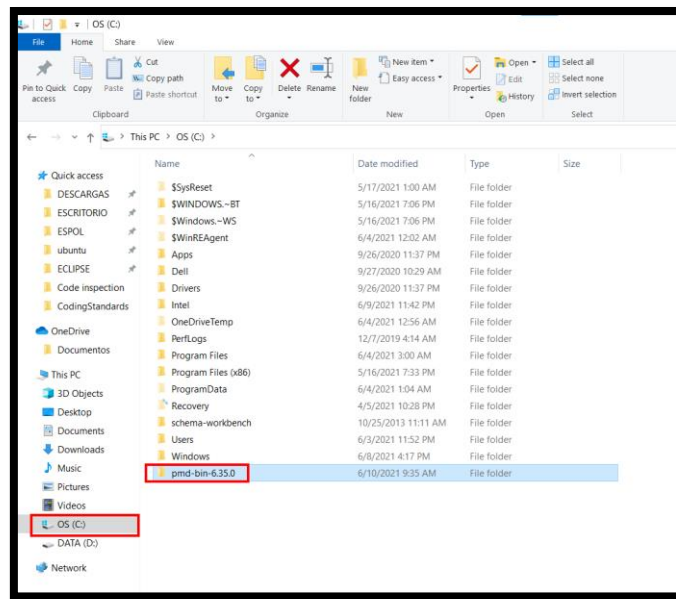 OS (C:)
File Home Share View
Pin to Quick access
Copy
Paste
Cut
Copy path
Paste shortcut
Clipboard
Move to
Copy to
Delete
Rename
Organize
New folder
New item
Easy access
New
Properties
Open
Edit
History
Open
Select all
Select none
Invert selection
Select
This PC > OS (C:) >
Name Date modified Type Size
Quick access
DESCARGAS
ESCRITORIO
ESPOL
ubuntu
ECLIPSE
Code inspection
CodingStandards
OneDrive
Documentos
This PC
3D Objects
Desktop
Documents
Downloads
Music
Pictures
Videos
OS (C:)
DATA (D:)
Network
$SysReset 5/17/2021 1:00 AM File folder
$WINDOWS.~BT 5/16/2021 7:06 PM File folder
$Windows.~WS 5/16/2021 7:06 PM File folder
$WinREAgent 6/4/2021 12:02 AM File folder
Apps 9/26/2020 11:37 PM File folder
Dell 9/27/2020 10:29 AM File folder
Drivers 9/26/2020 11:37 PM File folder
Intel 6/9/2021 11:42 PM File folder
OneDriveTemp 6/4/2021 12:56 AM File folder
PerfLogs 12/7/2019 4:14 AM File folder
Program Files 6/4/2021 3:00 AM File folder
Program Files (x86) 5/16/2021 7:33 PM File folder
ProgramData 6/4/2021 1:04 AM File folder
Recovery 4/5/2021 10:28 PM File folder
schema-workbench 10/25/2013 11:11 AM File folder
Users 6/3/2021 11:52 PM File folder
Windows 6/8/2021 4:17 PM File folder
pmd-bin-6.35.0 6/10/2021 9:35 AM File folder